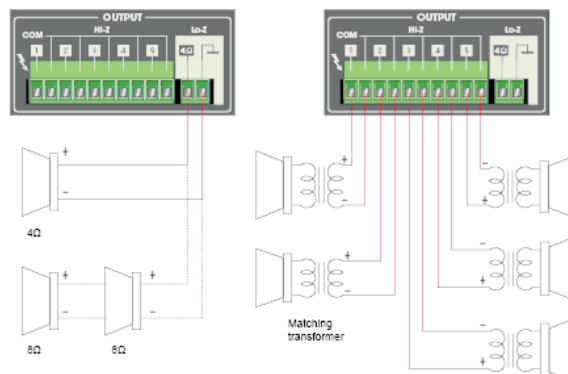 OUTPUT
Hi-Z
Lo-Z
COM
1 2 3 4 5 4Ω
+
-
4Ω
+ +
- -
8Ω 8Ω
OUTPUT
Hi-Z
Lo-Z
COM
1 2 3 4 5 4Ω
+ -
- +
+ -
- +
Matching
transformer
-
+